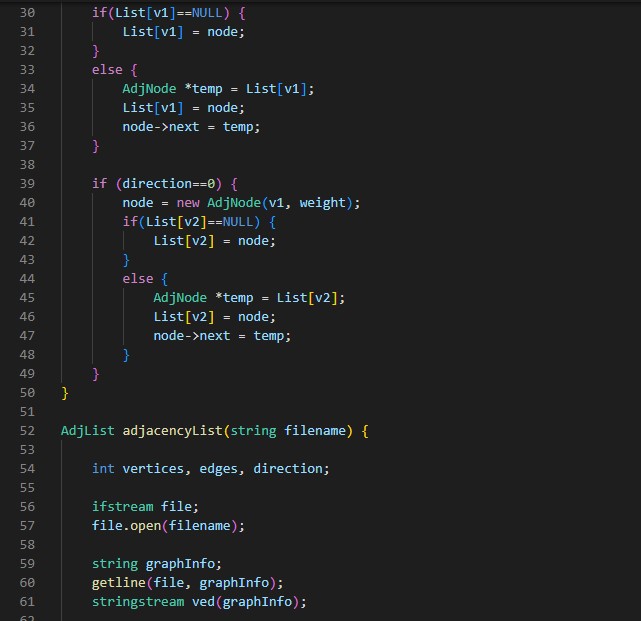 30 if(List[v1]==NULL) {
31 List[v1] = node;
32 }
33 else {
34 AdjNode *temp = List[v1];
35 List[v1] = node;
36 node->next = temp;
37 }
38
39 if (direction==0) {
40 node = new AdjNode(v1, weight);
41 if(List[v2]==NULL) {
42 List[v2] = node;
43 }
44 else {
45 AdjNode *temp = List[v2];
46 List[v2] = node;
47 node->next = temp;
48 }
49 }
50 }
51
52 AdjList adjacencyList(string filename) {
53
54 int vertices, edges, direction;
55
56 ifstream file;
57 file.open(filename);
58
59 string graphInfo;
60 getline(file, graphInfo);
61 stringstream ved(graphInfo);
62